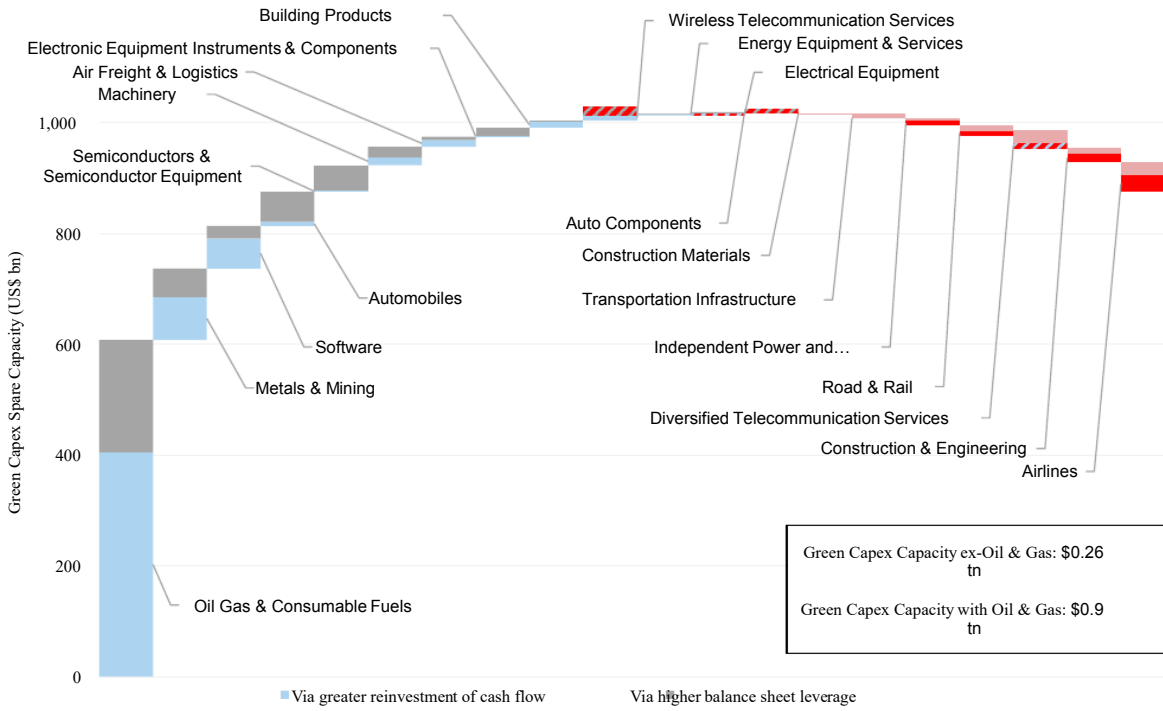 Building Products
Wireless Telecommunication Services
Electronic Equipment Instruments & Components
Energy Equipment & Services
Air Freight & Logistics
Electrical Equipment
Machinery
1,000
Semiconductors &
Semiconductor Equipment
Auto Components
800
Construction Materials
Automobiles
Transportation Infrastructure
Software
Independent Power and...
600
Metals & Mining
Road & Rail
Diversified Telecommunication Services
Construction & Engineering
400
Airlines
Green Capex Spare Capacity (US$ bn)
Green Capex Capacity ex-Oil & Gas: $0.26
tn
200
Oil Gas & Consumable Fuels
Green Capex Capacity with Oil & Gas: $0.9
tn
0
Via greater reinvestment of cash flow
Via higher balance sheet leverage